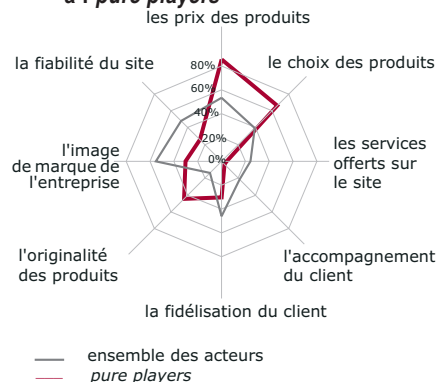 à : pure players
les prix des produits
80%
60%
40%
20%
0%
la fiabilité du site
le choix des produits
l'image
de marque de
l'entreprise
les services
offerts sur
le site
l'originalité
des produits
l'accompagnement
du client
la fidélisation du client
ensemble des acteurs
pure players